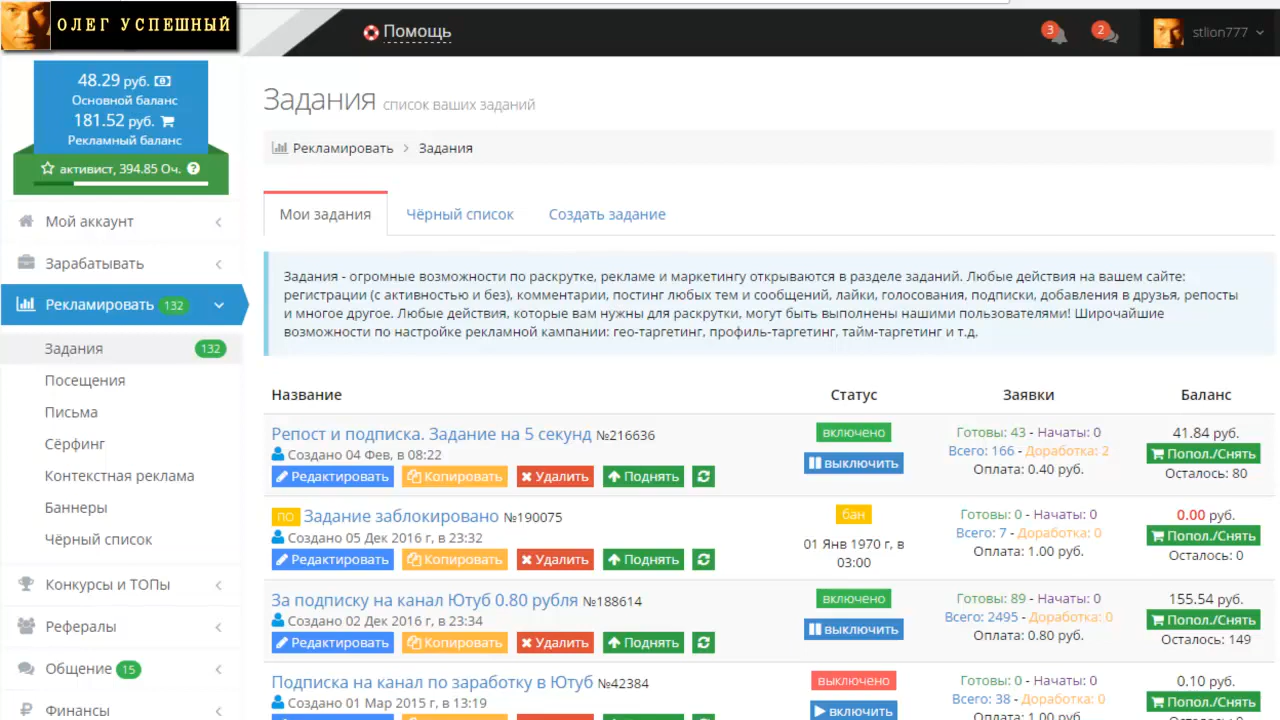 ОЛЕГ УСПЕШНЫЙ
Помощь
3
2
stlion777
48.29 руб.
Основной баланс
181.52 руб.
Рекламный баланс
активист, 394.85 Оч.
Мой аккаунт
Зарабатывать
Рекламировать 132
Задания 132
Посещения
Письма
Сёрфинг
Контекстная реклама
Баннеры
Чёрный список
Конкурсы и ТОПы
Рефералы
Общение 15
Финансы
Задания список ваших заданий
Рекламировать > Задания
Мои задания Чёрный список Создать задание
Задания - огромные возможности по раскрутке, рекламе и маркетингу открываются в разделе заданий. Любые действия на вашем сайте:
регистрации (с активностью и без), комментарии, постинг любых тем и сообщений, лайки, голосования, подписки, добавления в друзья, репосты
и многое другое. Любые действия, которые вам нужны для раскрутки, могут быть выполнены нашими пользователями! Широчайшие
возможности по настройке рекламной кампании: гео-таргетинг, профиль-таргетинг, тайм-таргетинг и т.д.
Название Статус Заявки Баланс
Репост и подписка. Задание на 5 секунд №216636
Создано 04 Фев, в 08:22
Редактировать Копировать Удалить Поднять
включено
выключить
Готовы: 43 - Начаты: 0
Всего: 166 - Доработка: 2
Оплата: 0.40 руб.
41.84 руб.
Попол./Снять
Осталось: 80
ПО Задание заблокировано №190075
Создано 05 Дек 2016 г, в 23:32
Редактировать Копировать Удалить Поднять
бан
01 Янв 1970 г, в
03:00
Готовы: 0 - Начаты: 0
Всего: 7 - Доработка: 0
Оплата: 1.00 руб.
0.00 руб.
Попол./Снять
Осталось: 0
За подписку на канал Ютуб 0.80 рубля №188614
Создано 02 Дек 2016 г, в 23:34
Редактировать Копировать Удалить Поднять
включено
выключить
Готовы: 89 - Начаты: 0
Всего: 2495 - Доработка: 0
Оплата: 0.80 руб.
155.54 руб.
Попол./Снять
Осталось: 149
Подписка на канал по заработку в Ютуб №42384
Создано 01 Мар 2015 г, в 13:19
выключено
включить
Готовы: 0 - Начаты: 0
Всего: 38 - Доработка: 0
Оплата: 1.00 руб.
0.10 руб.
Попол./Снять